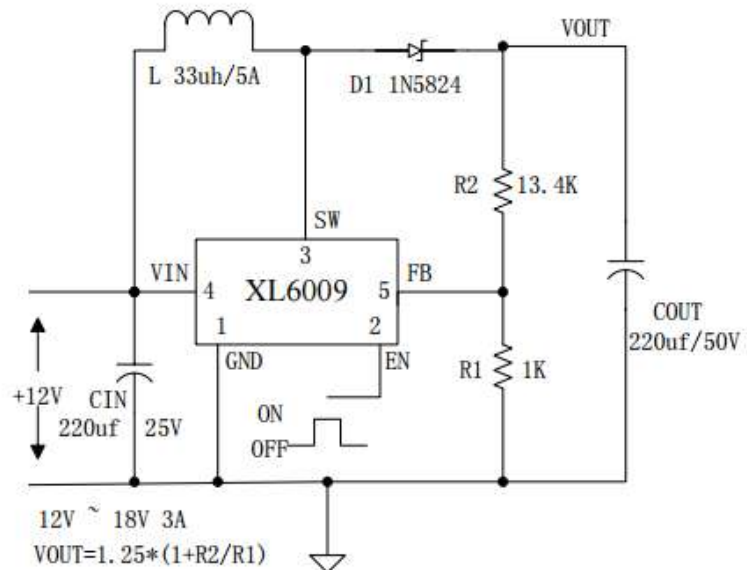 VOUT
L 33uh/5A
D1 1N5824
R2 13.4K
SW
3
VIN
FB
4 XL6009 5
1 2
GND
EN
COUT
220uf/50V
R1 1K
+12V
CIN
220uf 25V
ON
OFF
12V ~ 18V 3A
VOUT=1.25*(1+R2/R1)